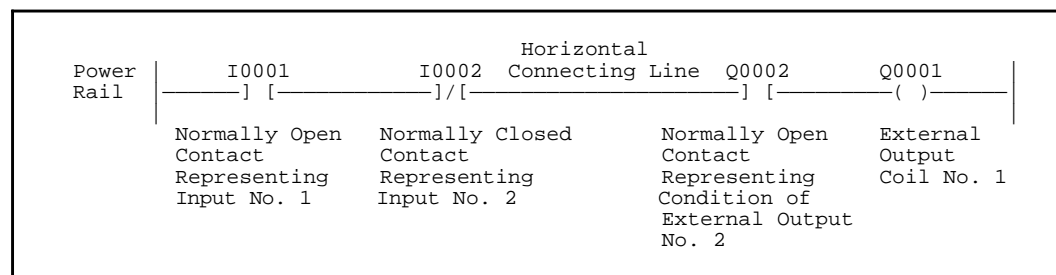 Horizontal
Power I0001 I0002 Connecting Line Q0002 Q0001
Rail ] [ ]/[ ] [ ( )
Normally Open Normally Closed Normally Open External
Contact Contact Contact Output
Representing Representing Representing Coil No. 1
Input No. 1 Input No. 2 Condition of
External Output
No. 2